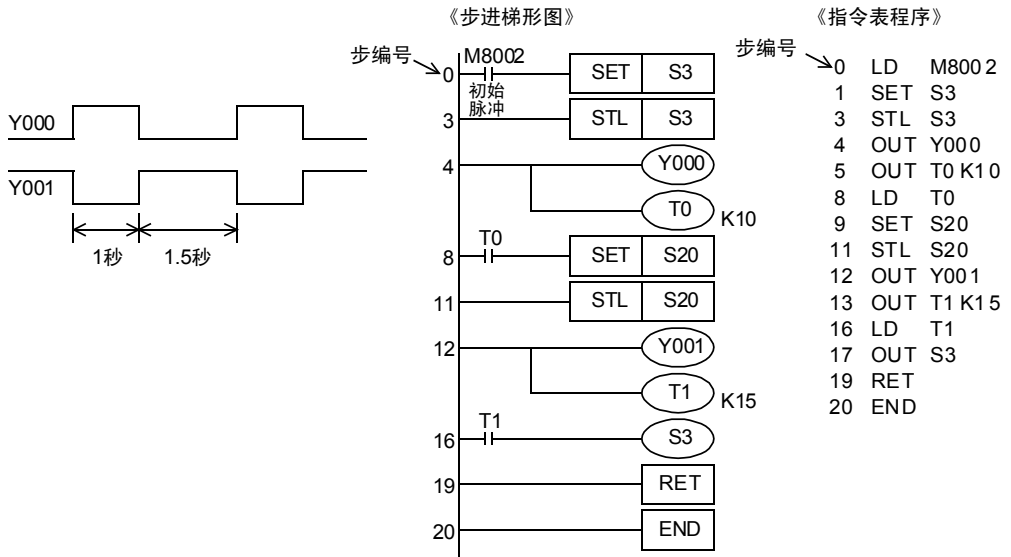 Y000
Y001
1秒 1.5秒
《步进梯形图》
步编号
0 M8002 SET S3
初始
脉冲
3 STL S3
4 Y000
T0 K10
8 T0 SET S20
11 STL S20
12 Y001
T1 K15
16 T1 S3
19 RET
20 END
《指令表程序》
步编号
0 LD M8002
1 SET S3
3 STL S3
4 OUT Y000
5 OUT T0 K10
8 LD T0
9 SET S20
11 STL S20
12 OUT Y001
13 OUT T1 K15
16 LD T1
17 OUT S3
19 RET
20 END